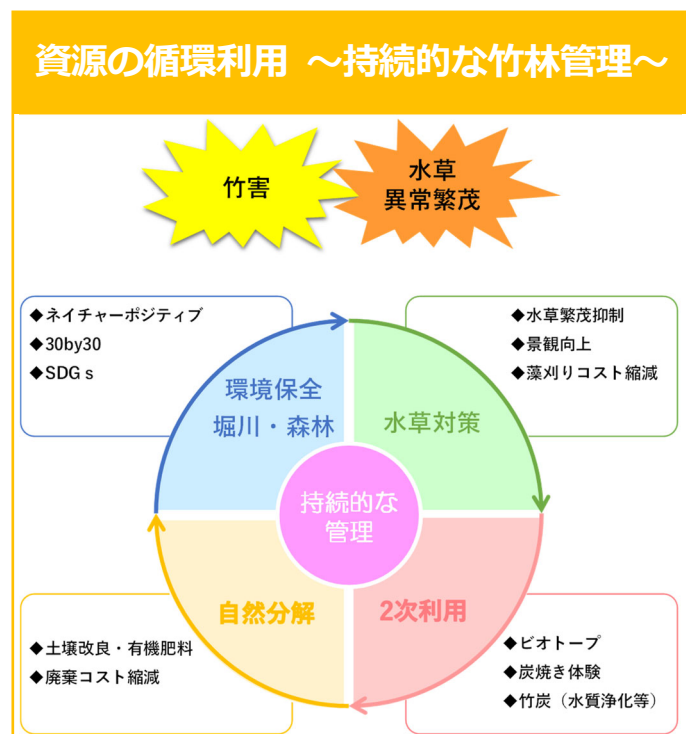 資源の循環利用 ～持続的な竹林管理～
竹害
水草
異常繁茂
◆ネイチャーポジティブ
◆30by30
◆SDGｓ
◆水草繁茂抑制
◆景観向上
◆藻刈りコスト縮減
環境保全
堀川・森林
水草対策
持続的な
管理
自然分解
2次利用
◆土壌改良・有機肥料
◆廃棄コスト縮減
◆ビオトープ
◆炭焼き体験
◆竹炭（水質浄化等）